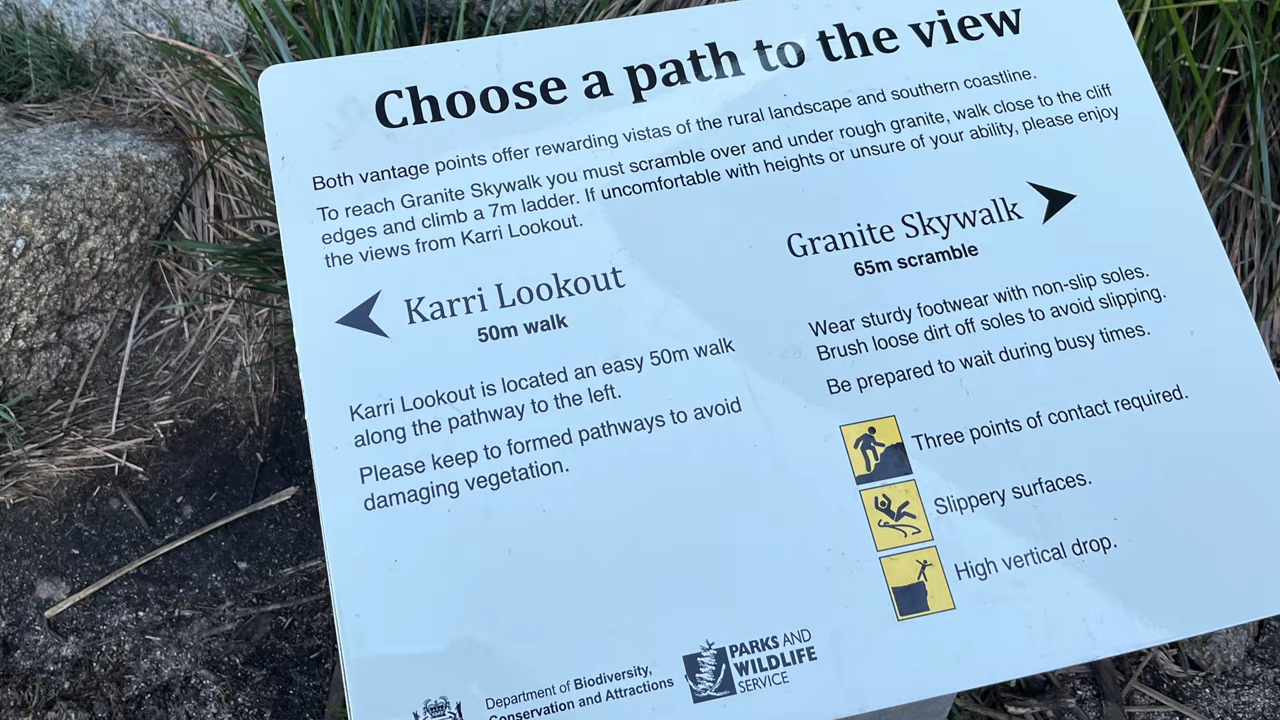 Choose a path to the view
Both vantage points offer rewarding vistas of the rural landscape and southern coastline.
To reach Granite Skywalk you must scramble over and under rough granite, walk close to the cliff
edges and climb a 7m ladder. If uncomfortable with heights or unsure of your ability, please enjoy
the views from Karri Lookout.
Karri Lookout
50m walk
Karri Lookout is located an easy 50m walk
along the pathway to the left.
Please keep to formed pathways to avoid
damaging vegetation.
Granite Skywalk
65m scramble
Wear sturdy footwear with non-slip soles.
Brush loose dirt off soles to avoid slipping.
Be prepared to wait during busy times.
Three points of contact required.
Slippery surfaces.
High vertical drop.
Department of Biodiversity,
Conservation and Attractions
PARKS AND
WILDLIFE
SERVICE